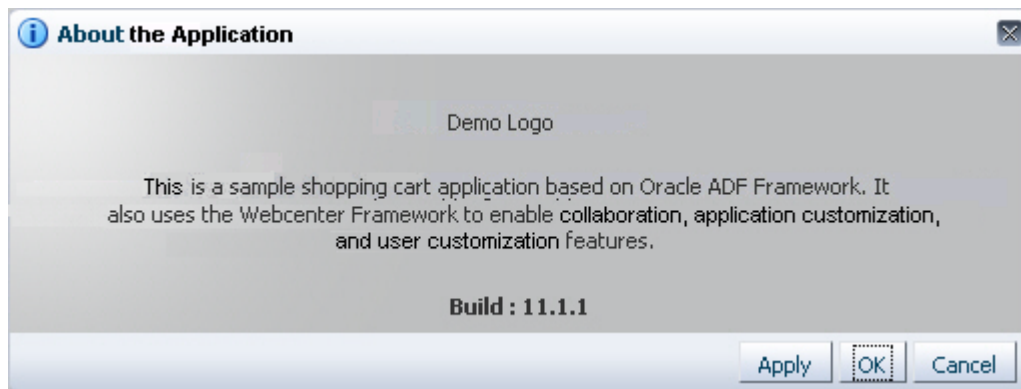 About the Application
Demo Logo
This is a sample shopping cart application based on Oracle ADF Framework. It
also uses the Webcenter Framework to enable collaboration, application customization,
and user customization features.
Build : 11.1.1
Apply OK Cancel